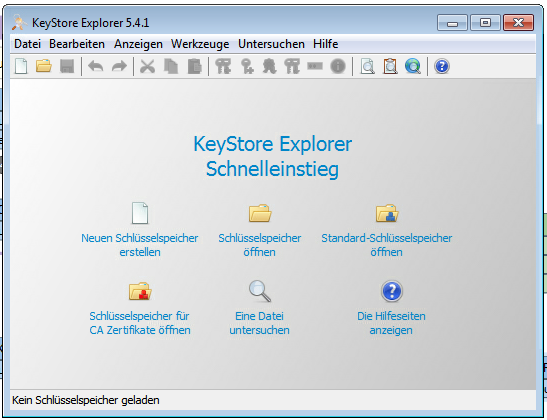 KeyStore Explorer 5.4.1
Datei Bearbeiten Anzeigen Werkzeuge Untersuchen Hilfe
KeyStore Explorer
Schnelleinstieg
Neuen Schlüsselspeicher
erstellen
Schlüsselspeicher
öffnen
Standard-Schlüsselspeicher
öffnen
Schlüsselspeicher für
CA Zertifikate öffnen
Eine Datei
untersuchen
Die Hilfeseiten
anzeigen
Kein Schlüsselspeicher geladen